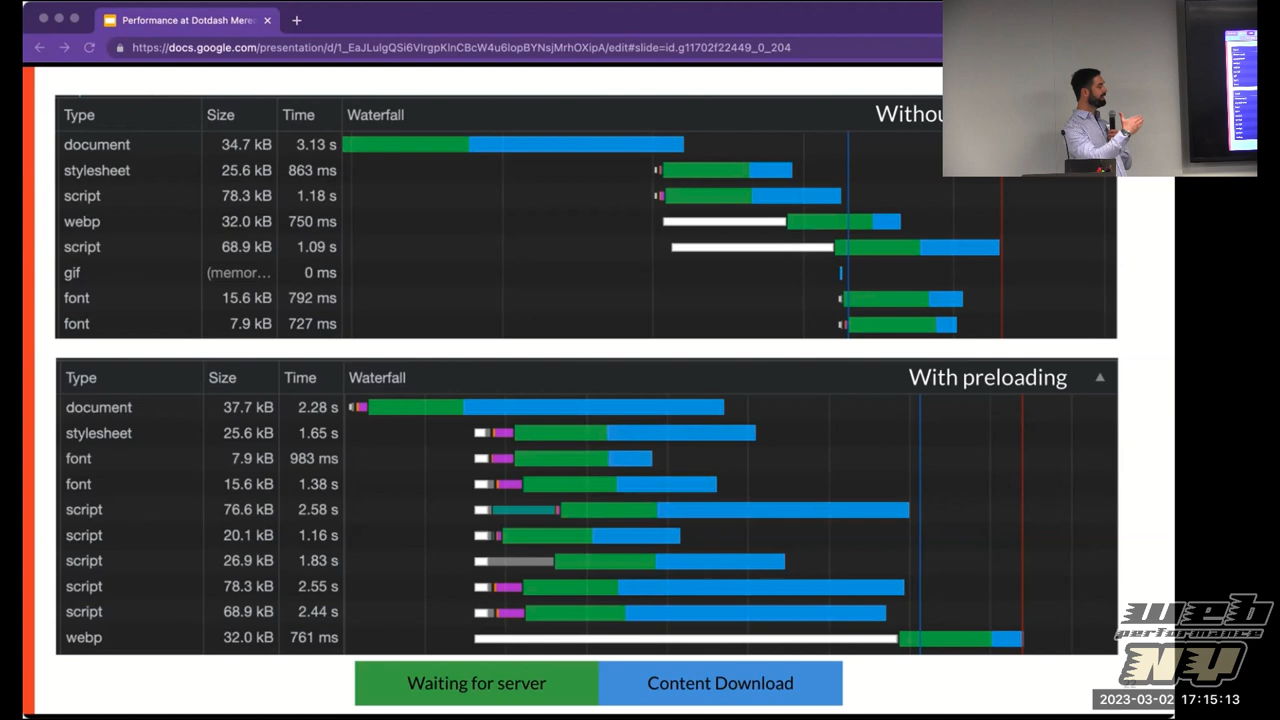 Performance at Dotdash Mere
https://docs.google.com/presentation/d/1_EaJLulgQSi6VIrgpKlnCBcW4u6lopBYNsjMrhOXipA/edit#slide=id.g11702f22449_0_204
Type Size Time Waterfall Withou
document 34.7 kB 3.13 s
stylesheet 25.6 kB 863 ms
script 78.3 kB 1.18 s
webp 32.0 kB 750 ms
script 68.9 kB 1.09 s
gif (memor... 0 ms
font 15.6 kB 792 ms
font 7.9 kB 727 ms
Type Size Time Waterfall With preloading
document 37.7 kB 2.28 s
stylesheet 25.6 kB 1.65 s
font 7.9 kB 983 ms
font 15.6 kB 1.38 s
script 76.6 kB 2.58 s
script 20.1 kB 1.16 s
script 26.9 kB 1.83 s
script 78.3 kB 2.55 s
script 68.9 kB 2.44 s
webp 32.0 kB 761 ms
Waiting for server Content Download
web
performance
NY
2023-03-02 17:15:13